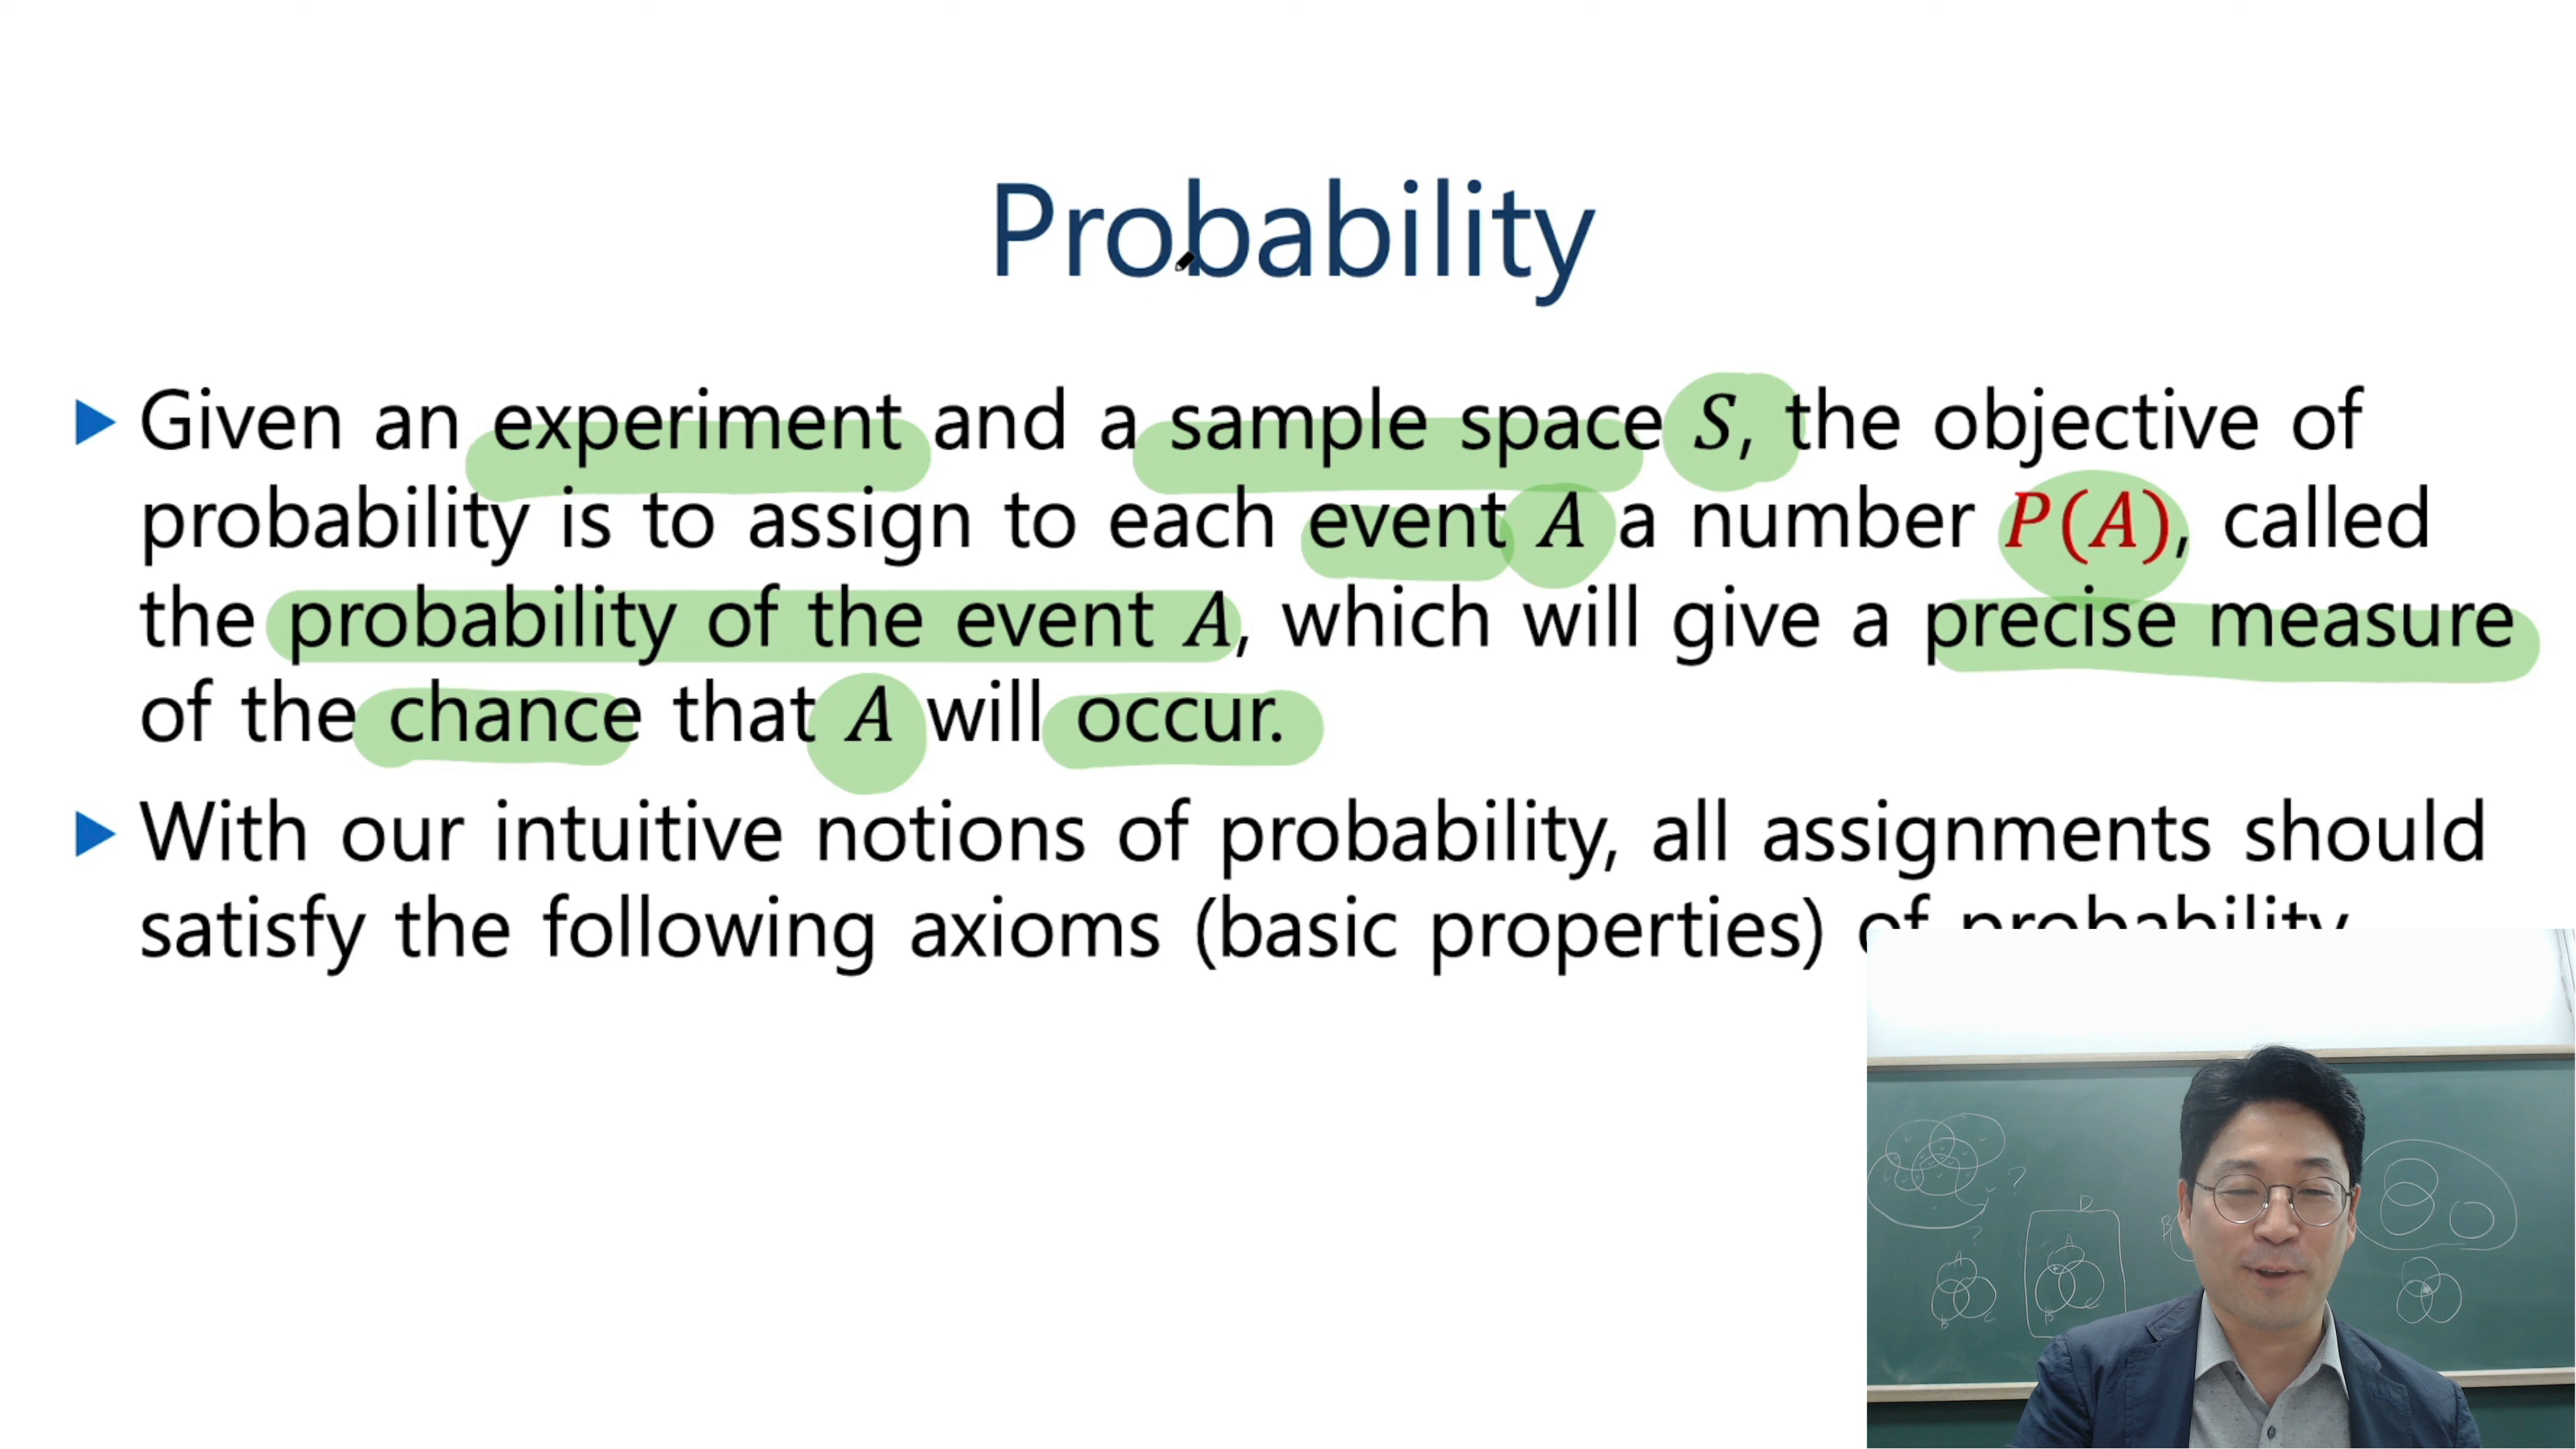 Probability
Given an experiment and a sample space S, the objective of
probability is to assign to each event A a number P(A), called
the probability of the event A, which will give a precise measure
of the chance that A will occur.
With our intuitive notions of probability, all assignments should
satisfy the following axioms (basic properties) of probability
?
D
?
A
A
B
B
C
B
C